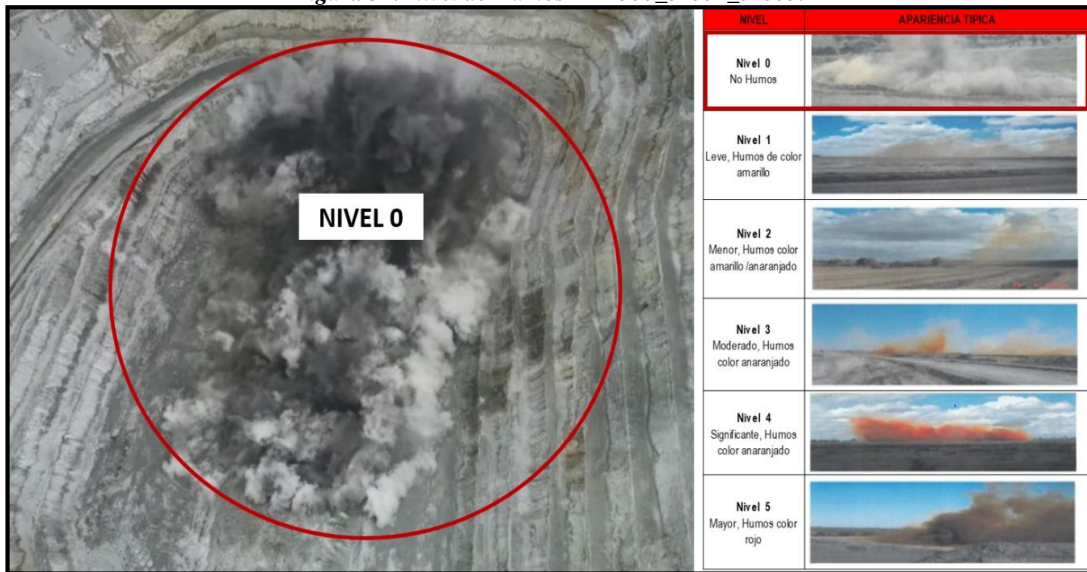 NIVEL 0
NIVEL
APARIENCIA TIPICA
Nivel 0
No Humos
Nivel 1
Leve, Humos de color
amarillo
Nivel 2
Menor, Humos color
amarillo /anaranjado
Nivel 3
Moderado, Humos
color anaranjado
Nivel 4
Significante, Humos
color anaranjado
Nivel 5
Mayor, Humos color
rojo